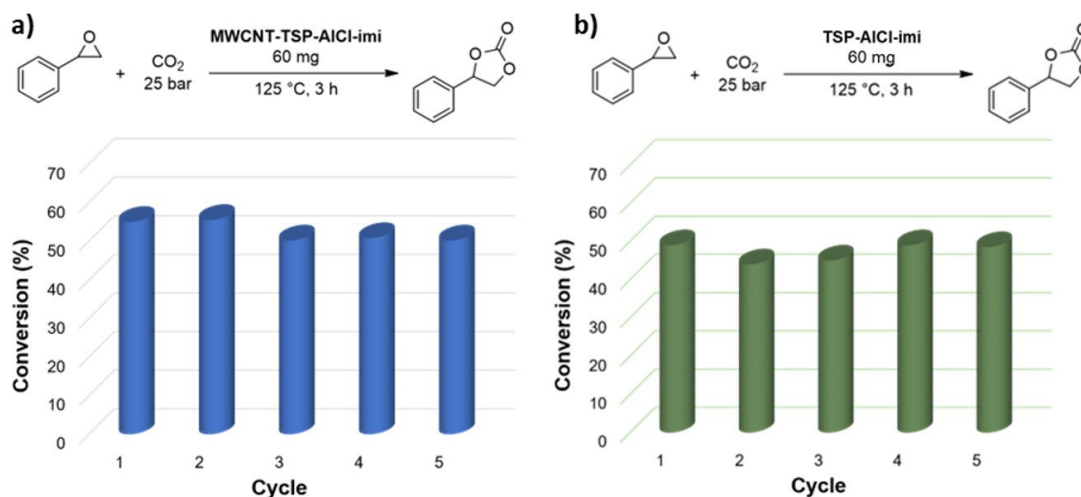 a)
MWCNT-TSP-AlCl-imi
60 mg
O
+
CO2
25 bar
125 °C, 3 h
O
O
O
70
60
50
40
30
20
10
0
Conversion (%)
1 2 3 4 5
Cycle
b)
TSP-AlCl-imi
60 mg
O
+
CO2
25 bar
125 °C, 3 h
O
O
O
70
60
50
40
30
20
10
0
Conversion (%)
1 2 3 4 5
Cycle